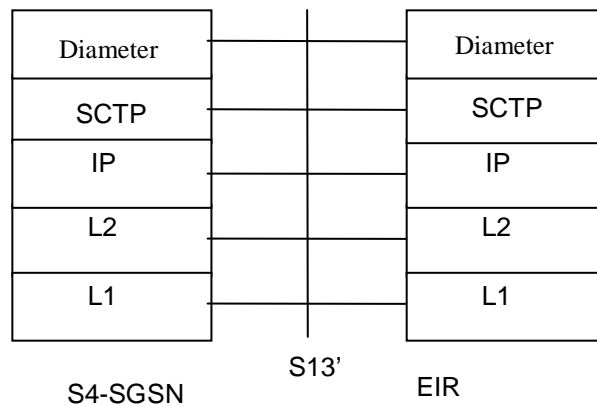 Diameter Diameter
SCTP SCTP
IP IP
L2 L2
L1 L1
S13’
S4-SGSN EIR